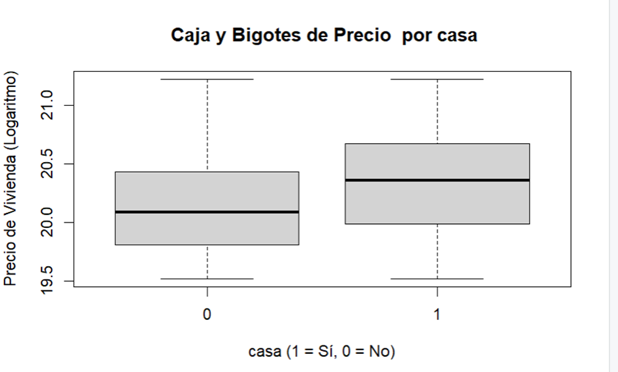 Caja y Bigotes de Precio  por casa
Precio de Vivienda (Logaritmo)
21.0
20.5
20.0
19.5
0
1
casa (1 = Sí, 0 = No)